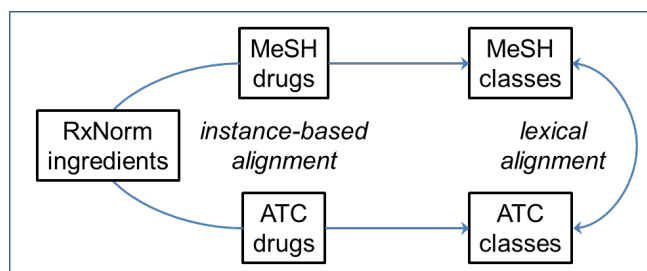 MeSH
drugs
MeSH
classes
RxNorm
ingredients
instance-based
alignment
lexical
alignment
ATC
drugs
ATC
classes